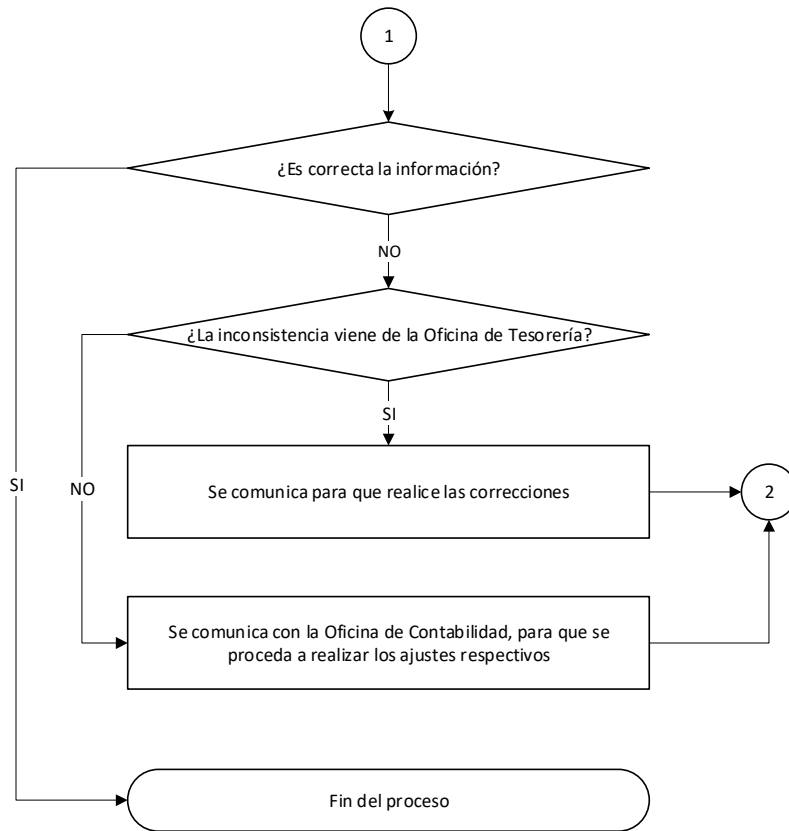 1
¿Es correcta la información?
NO
¿La inconsistencia viene de la Oficina de Tesorería?
SI
SI
NO
Se comunica para que realice las correcciones
2
Se comunica con la Oficina de Contabilidad, para que se
proceda a realizar los ajustes respectivos
Fin del proceso